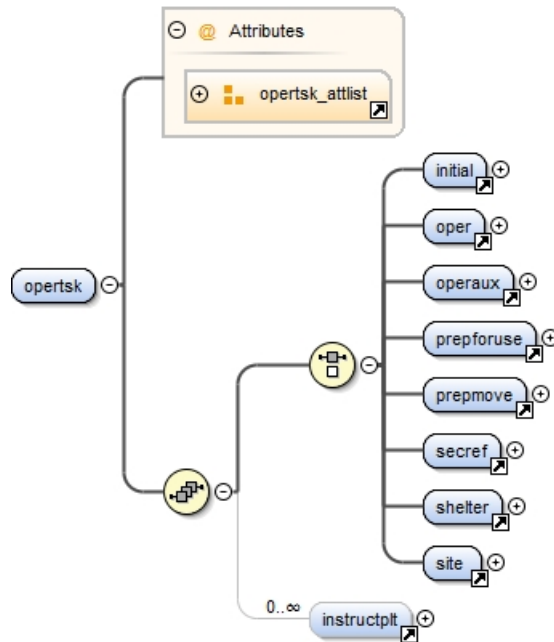 @ Attributes
opertsk_attlist
initial
oper
opertsk
operaux
prepforuse
prepmove
secref
shelter
site
0..∞
instructplt